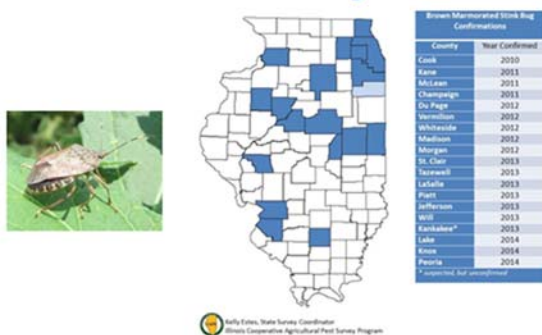 Brown Marmorated Stink Bug
Confirmations
County Year Confirmed
Cook 2010
Kane 2011
McLean 2011
Champaign 2011
Du Page 2012
Vermilion 2012
Whiteside 2012
Madison 2012
Morgan 2012
St. Clair 2013
Tazewell 2013
LaSalle 2013
Piatt 2013
Jefferson 2013
Will 2013
Kankakee* 2013
Lake 2014
Knox 2014
Peoria 2014
* suspected, but unconfirmed
Kelly Estes, State Survey Coordinator
Illinois Cooperative Agricultural Pest Survey Program